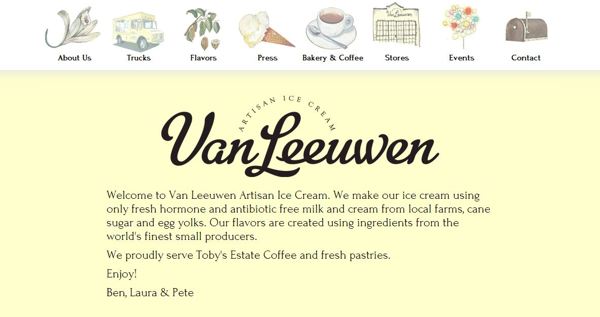 About Us Trucks Flavors Press Bakery & Coffee Stores Events Contact
ARTISAN ICE CREAM
Van Leeuwen
Welcome to Van Leeuwen Artisan Ice Cream. We make our ice cream using
only fresh hormone and antibiotic free milk and cream from local farms, cane
sugar and egg yolks. Our flavors are created using ingredients from the
world's finest small producers.
We proudly serve Toby's Estate Coffee and fresh pastries.
Enjoy!
Ben, Laura & Pete